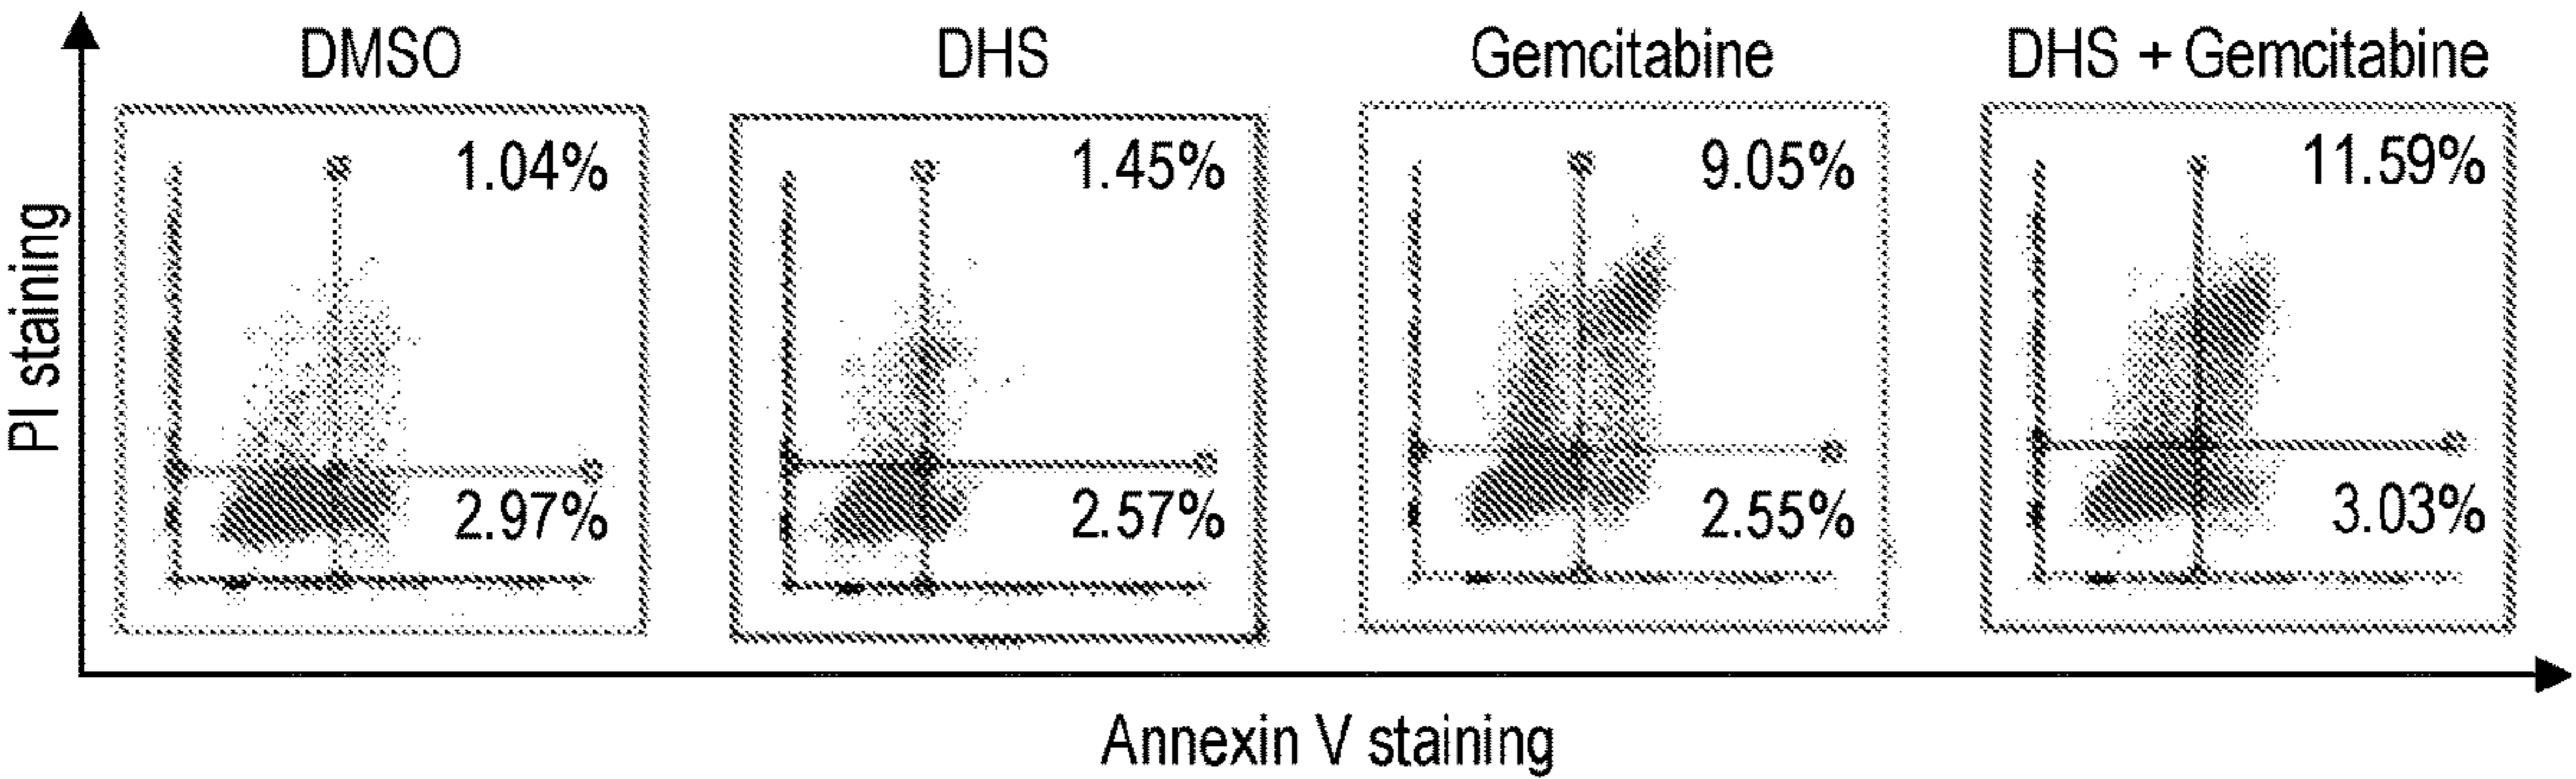 DMSO
DHS
Gemcitabine
DHS + Gemcitabine
1.04%
1.45%
9.05%
11.59%
PI staining
2.97%
2.57%
2.55%
3.03%
Annexin V staining